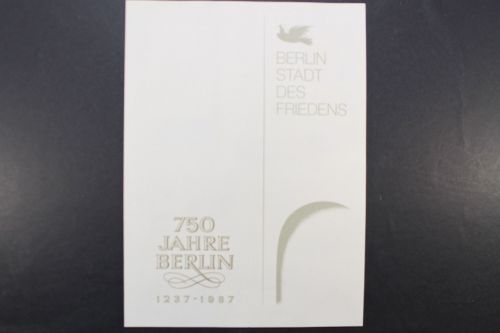 BERLIN
STADT
DES
FRIEDENS
750
JAHRE
BERLIN
1237·1987